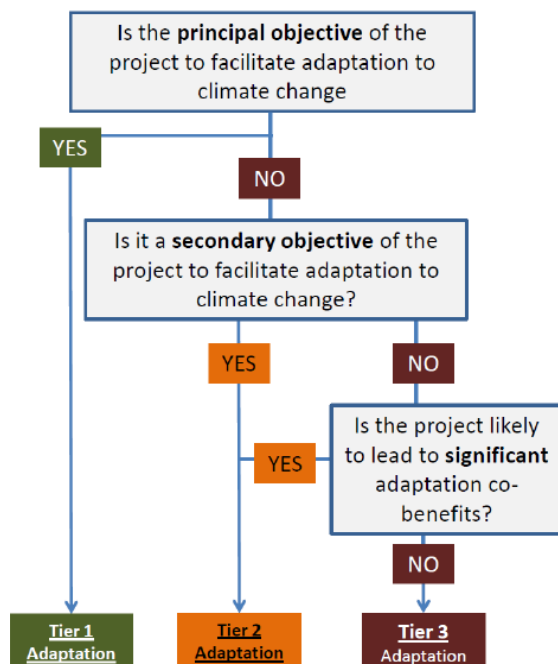 Is the principal objective of the
project to facilitate adaptation to
climate change
YES
NO
Is it a secondary objective of the
project to facilitate adaptation to
climate change?
YES
NO
Is the project likely
to lead to significant
adaptation co-
benefits?
YES
NO
Tier 1
Adaptation
Tier 2
Adaptation
Tier 3
Adaptation